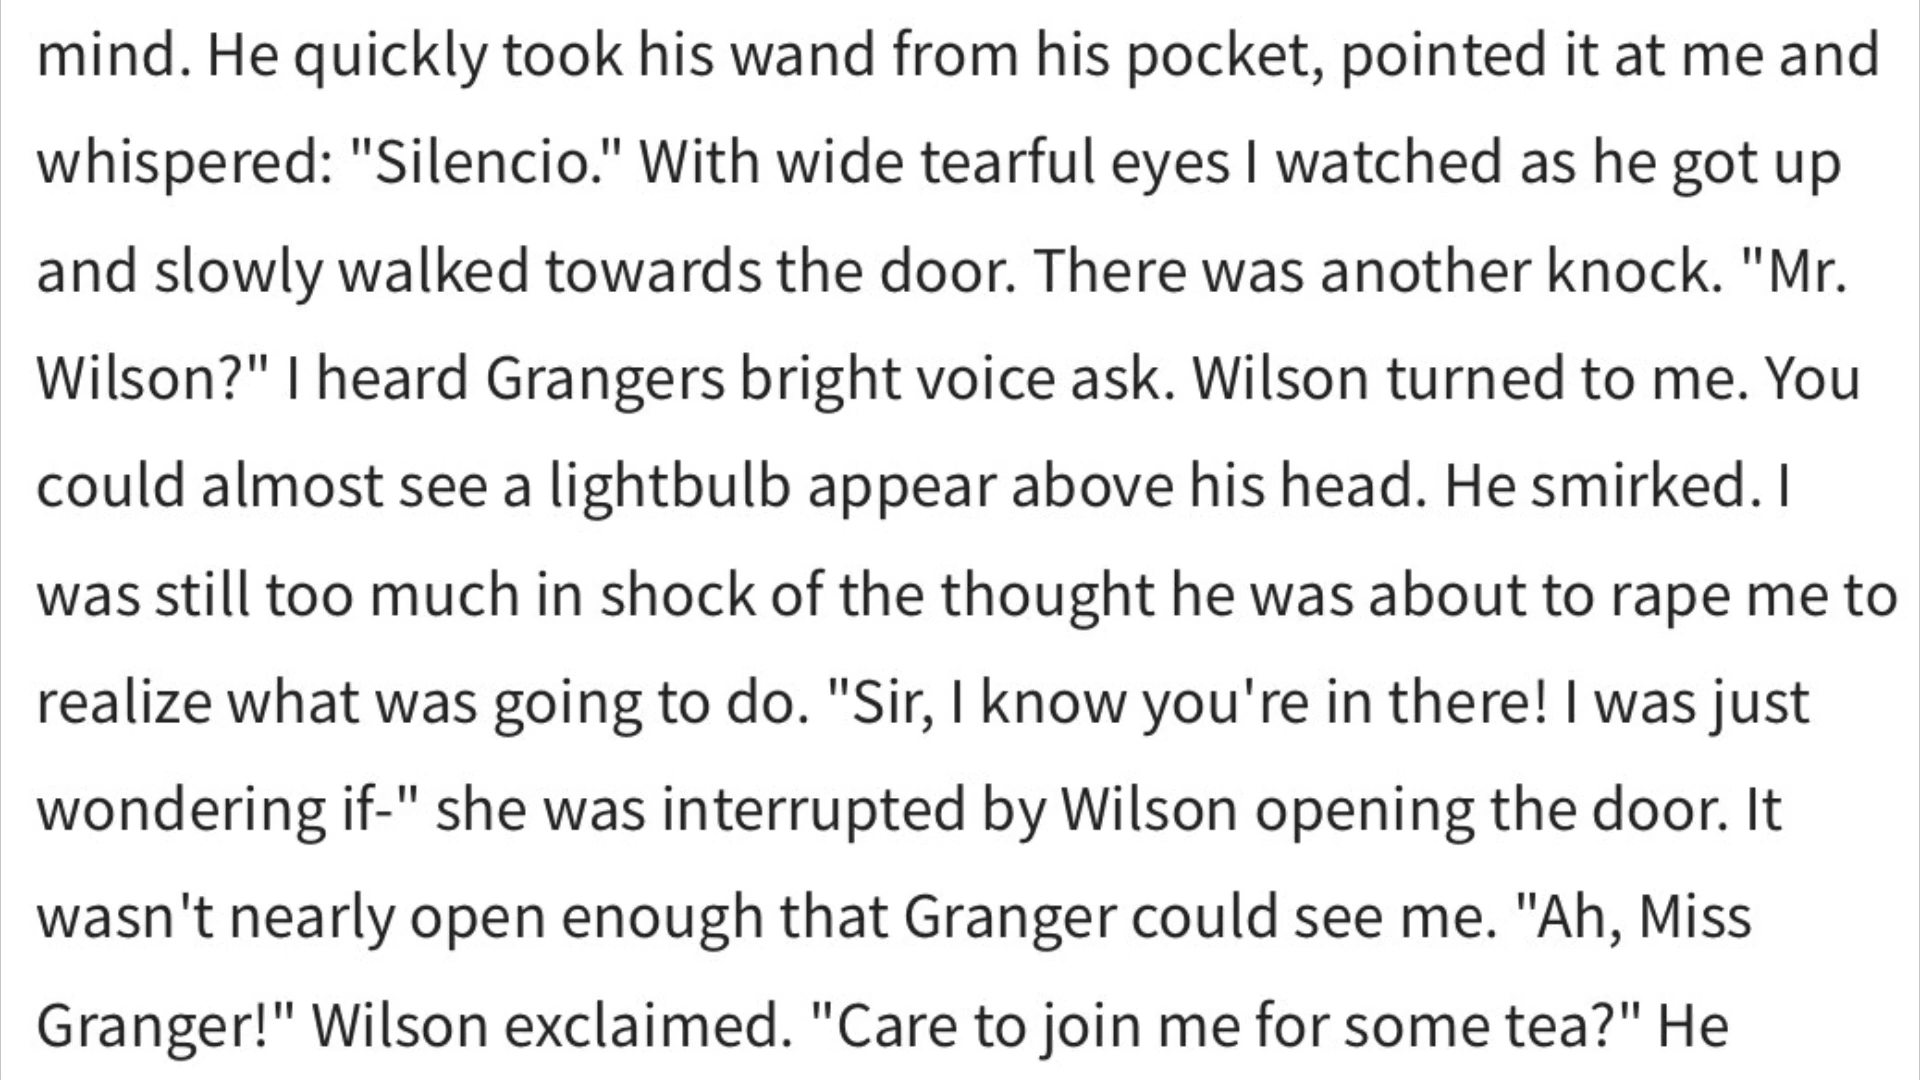 mind. He quickly took his wand from his pocket, pointed it at me and
whispered: "Silencio." With wide tearful eyes I watched as he got up
and slowly walked towards the door. There was another knock. "Mr.
Wilson?" I heard Grangers bright voice ask. Wilson turned to me. You
could almost see a lightbulb appear above his head. He smirked. I
was still too much in shock of the thought he was about to rape me to
realize what was going to do. "Sir, I know you're in there! I was just
wondering if-" she was interrupted by Wilson opening the door. It
wasn't nearly open enough that Granger could see me. "Ah, Miss
Granger!" Wilson exclaimed. "Care to join me for some tea?" He